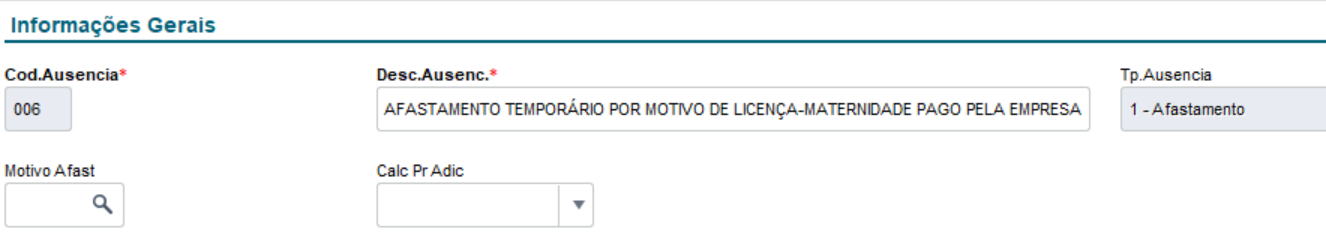 Informações Gerais
Cod.Ausencia* Desc.Ausenc.* Tp.Ausencia
006 AFASTAMENTO TEMPORÁRIO POR MOTIVO DE LICENÇA-MATERNIDADE PAGO PELA EMPRESA 1 - Afastamento
Motivo Afast Calc Pr Adic